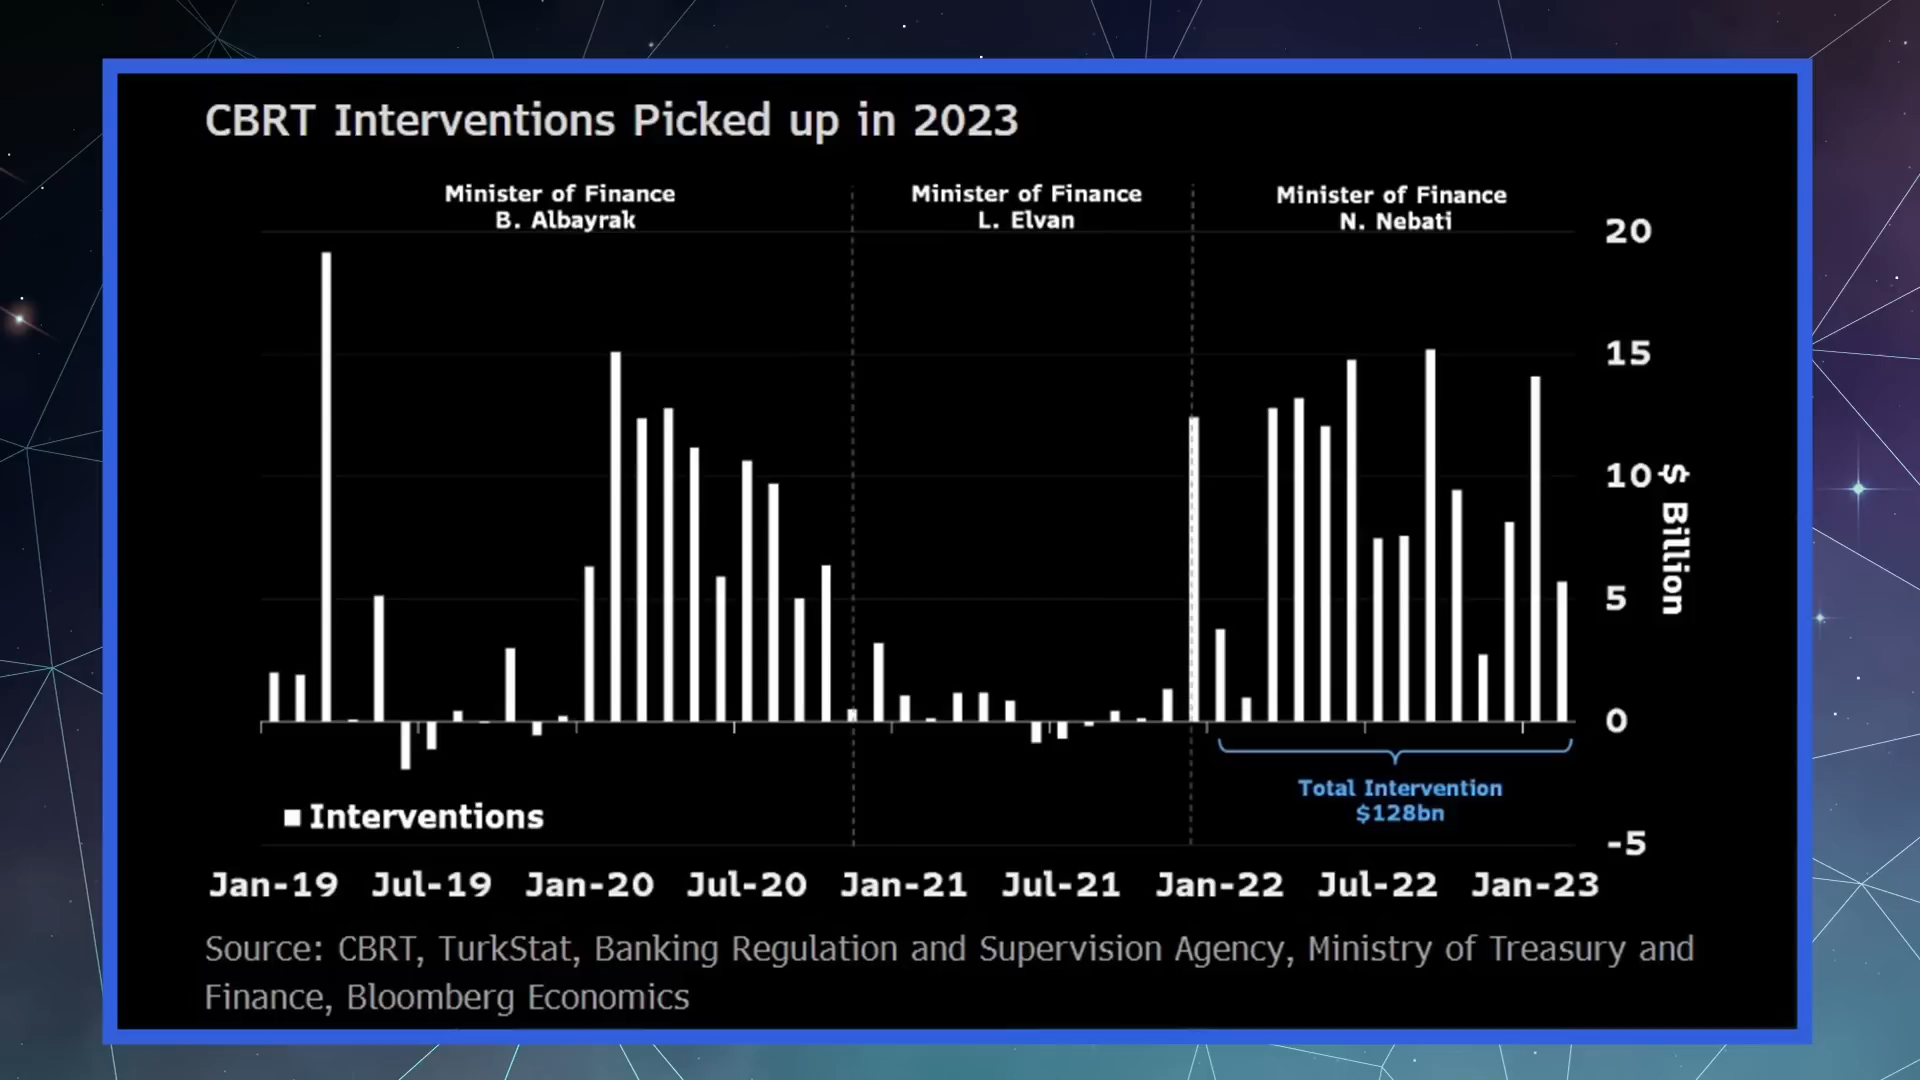 CBRT Interventions Picked up in 2023
Minister of Finance
B. Albayrak
Minister of Finance
L. Elvan
Minister of Finance
N. Nebati
20
15
10
5
0
-5
$ Billion
Total Intervention
$128bn
Interventions
Jan-19 Jul-19 Jan-20 Jul-20 Jan-21 Jul-21 Jan-22 Jul-22 Jan-23
Source: CBRT, TurkStat, Banking Regulation and Supervision Agency, Ministry of Treasury and
Finance, Bloomberg Economics